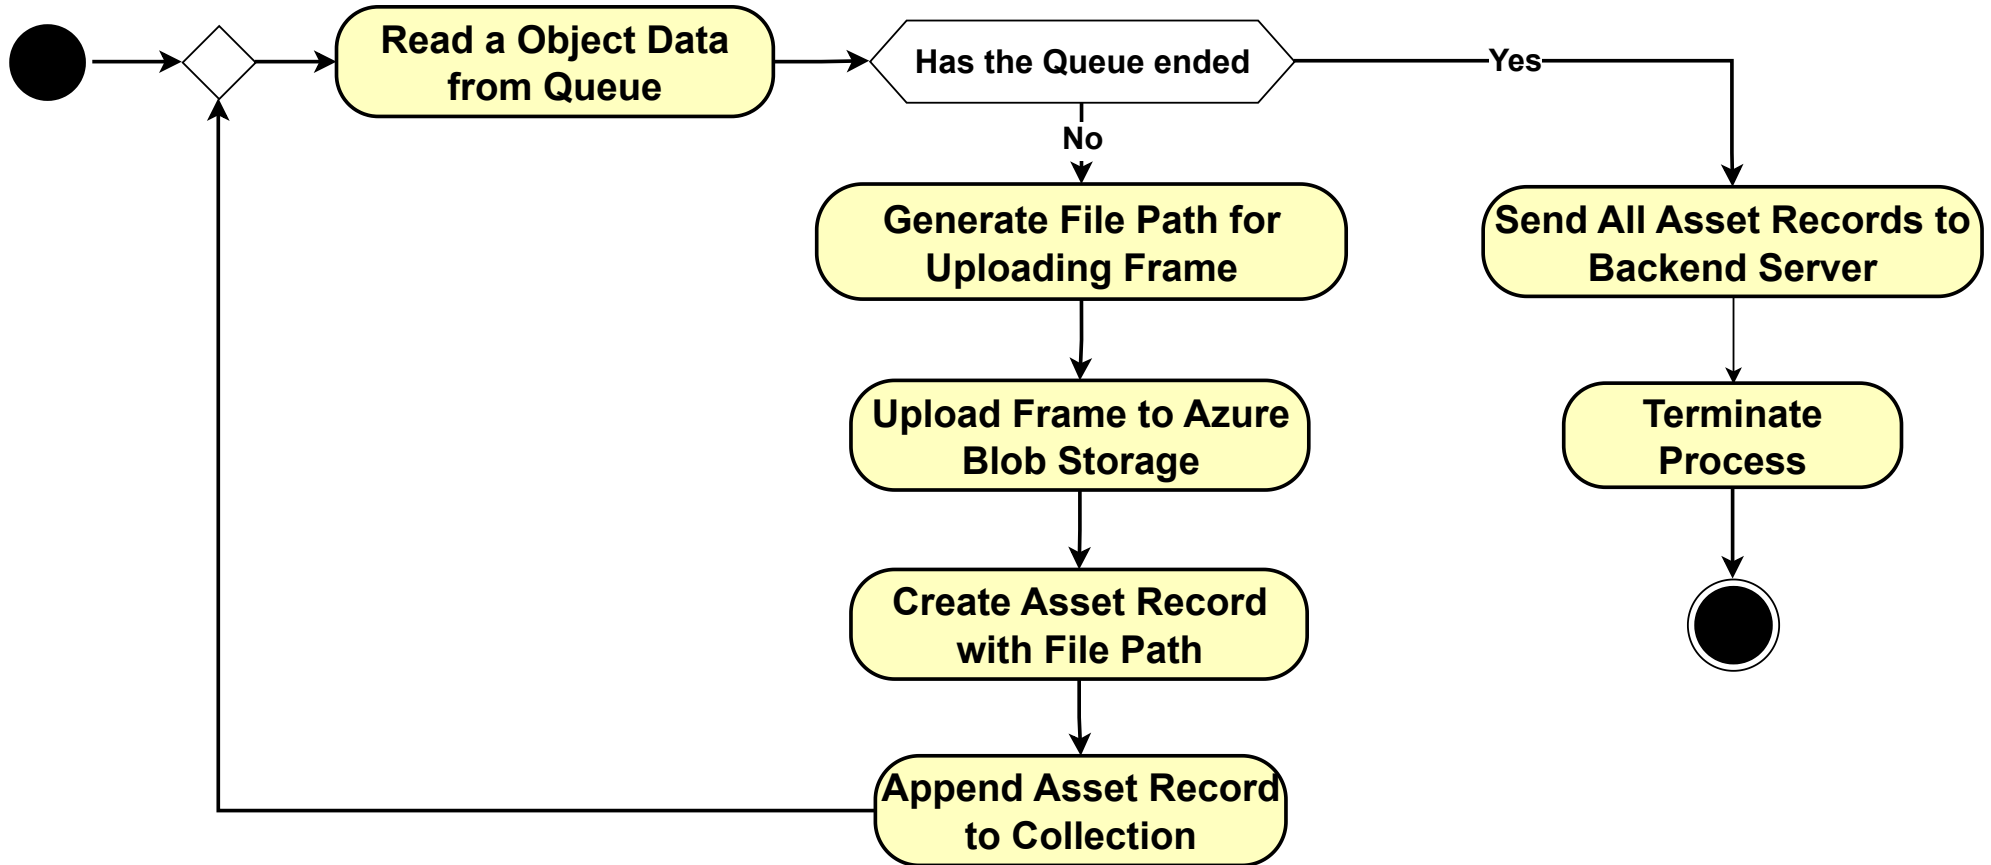 Read a Object Data
from Queue
Has the Queue ended
Yes
No
Generate File Path for
Uploading Frame
Send All Asset Records to
Backend Server
Upload Frame to Azure
Blob Storage
Terminate
Process
Create Asset Record
with File Path
Append Asset Record
to Collection